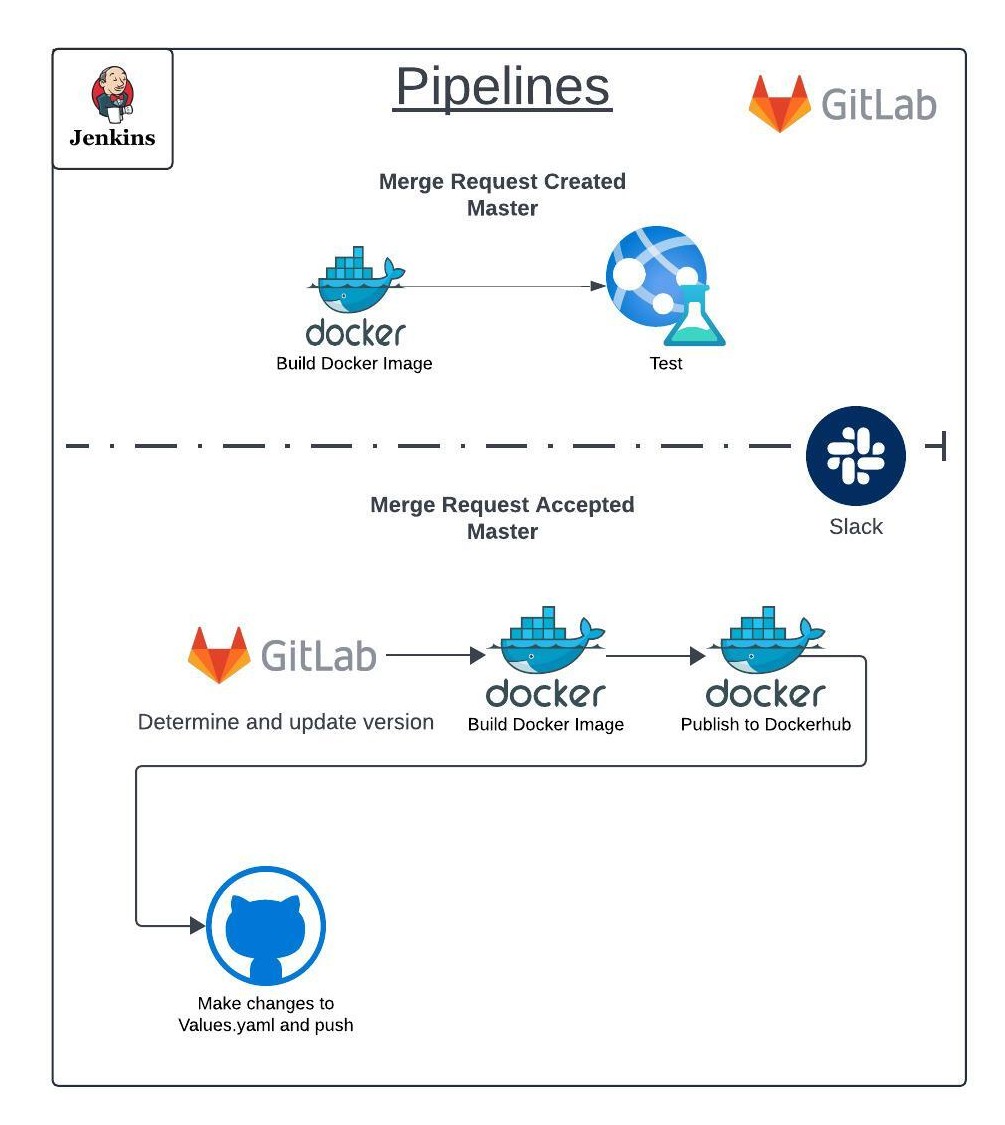 Pipelines
Jenkins
GitLab
Merge Request Created
Master
docker
Build Docker Image
Test
Slack
Merge Request Accepted
Master
GitLab
Determine and update version
docker
Build Docker Image
docker
Publish to Dockerhub
Make changes to
Values.yaml and push